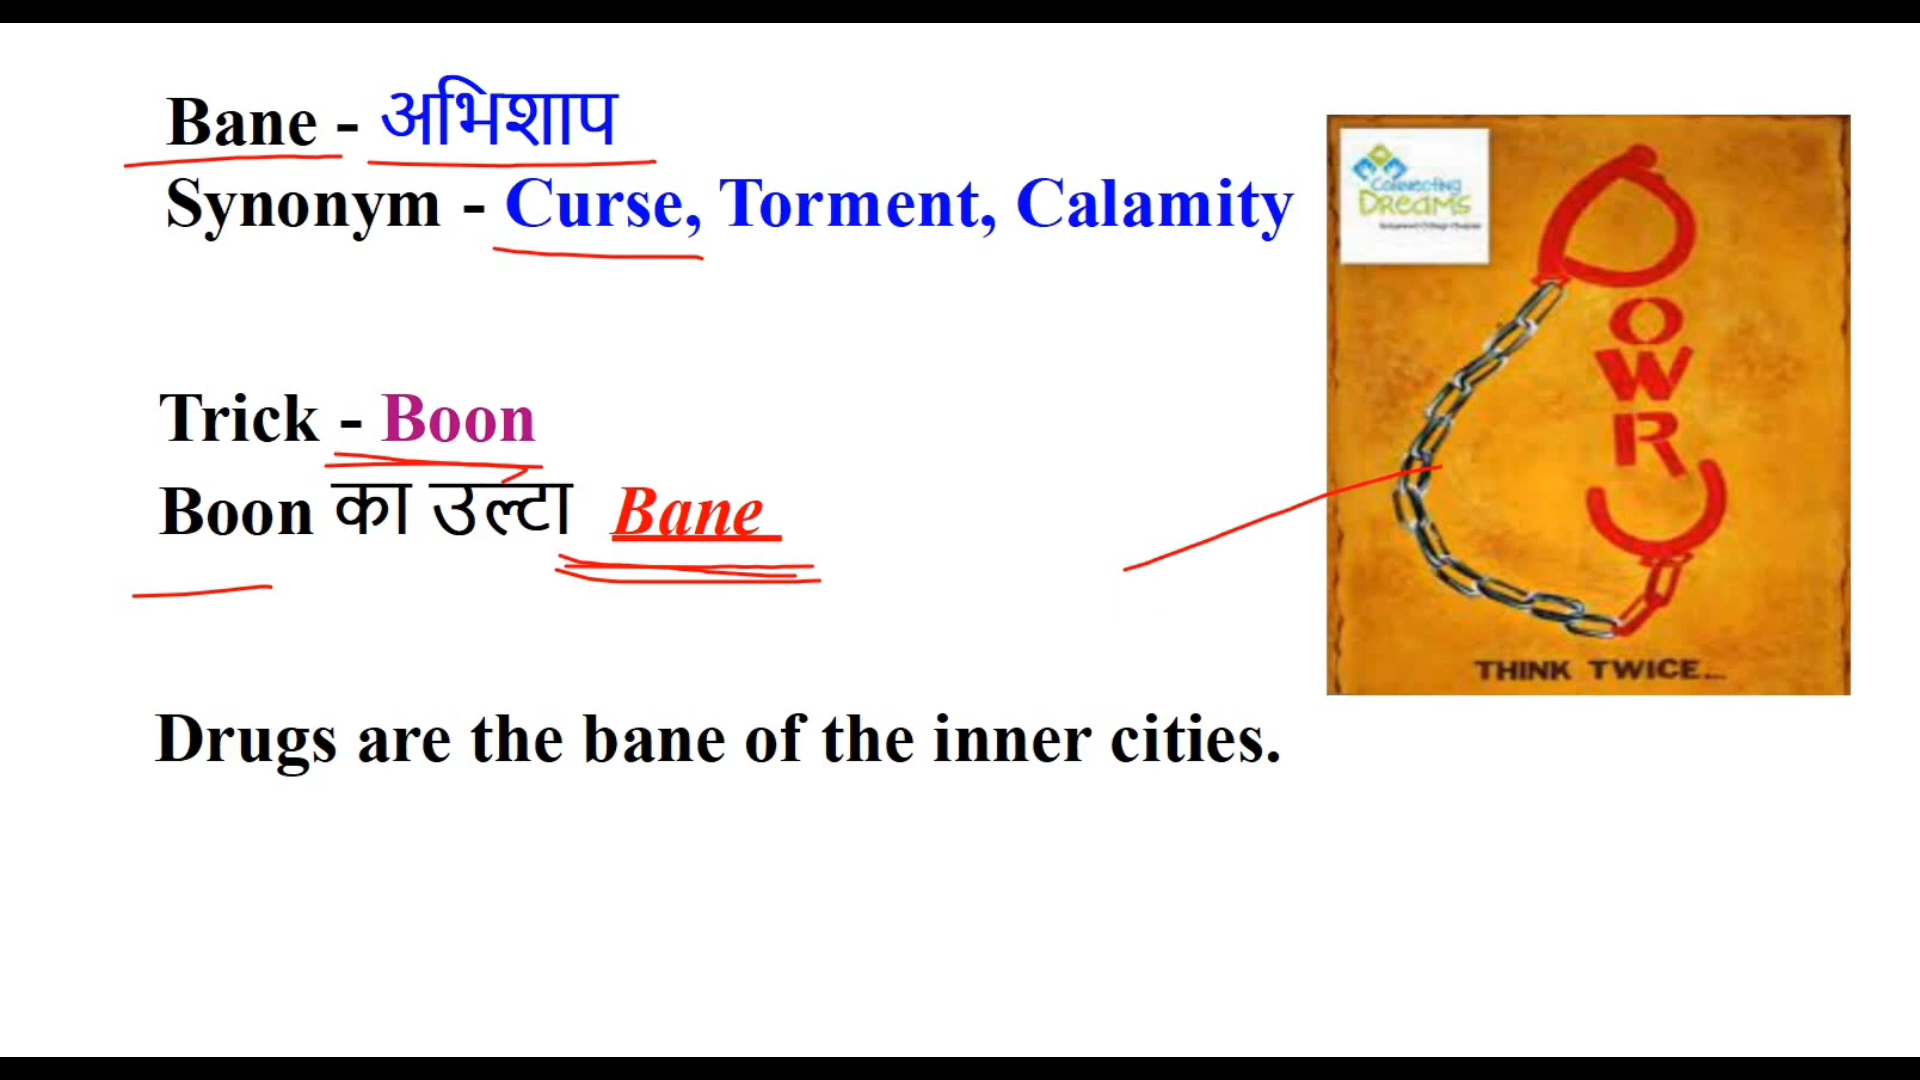 Bane - अभिशाप
Synonym - Curse, Torment, Calamity
Trick - Boon
Boon का उल्टा Bane
Drugs are the bane of the inner cities.
Connecting
Dreams
DOWRY
THINK TWICE...